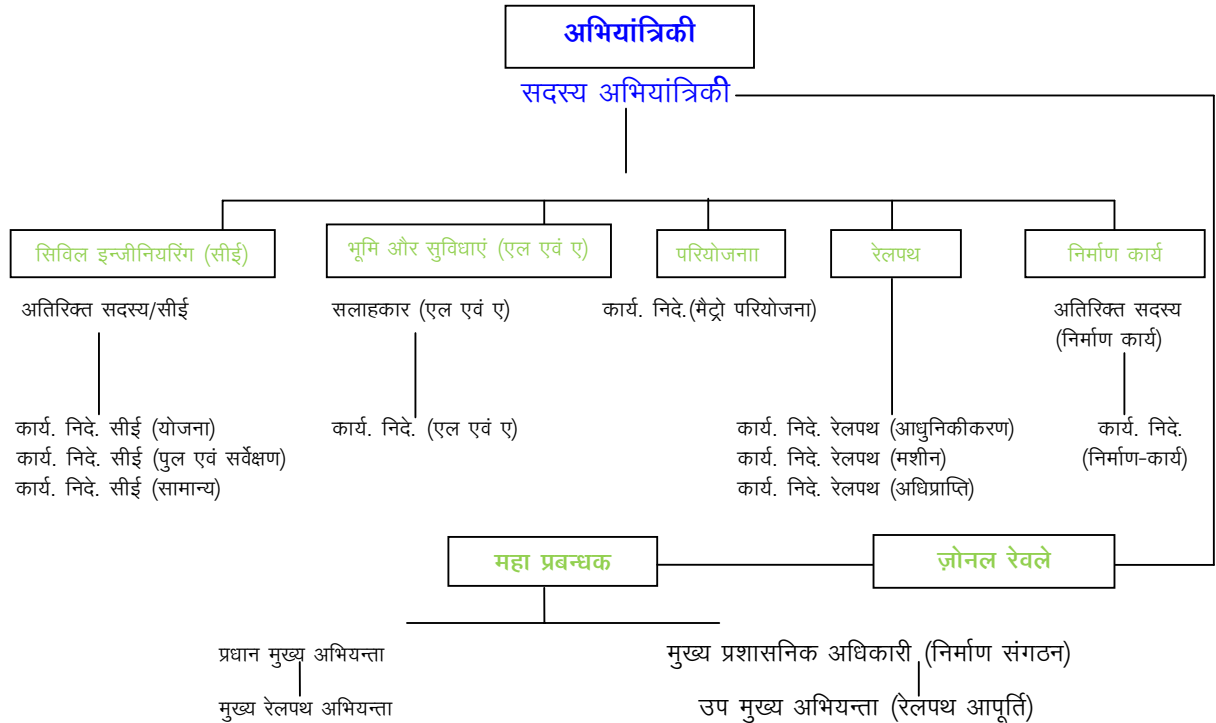 अभियांत्रिकी
सदस्य अभियांत्रिकी
सिविल इन्जीनियरिंग (सीई)
भूमि और सुविधाएं (एल एवं ए)
परियोजनाा
रेलपथ
निर्माण कार्य
अतिरिक्त सदस्य/सीई
सलाहकार (एल एवं ए)
कार्य. निदे.(मैट्रो परियोजना)
अतिरिक्त सदस्य
(निर्माण कार्य)
कार्य. निदे. सीई (योजना)
कार्य. निदे. सीई (पुल एवं सर्वेक्षण)
कार्य. निदे. सीई (सामान्य)
कार्य. निदे. (एल एवं ए)
कार्य. निदे. रेलपथ (आधुनिकीकरण)
कार्य. निदे. रेलपथ (मशीन)
कार्य. निदे. रेलपथ (अधिप्राप्ति)
कार्य. निदे.
(निर्माण-कार्य)
महा प्रबन्धक
ज़ोनल रेवले
प्रधान मुख्य अभियन्ता
मुख्य प्रशासनिक अधिकारी (निर्माण संगठन)
मुख्य रेलपथ अभियन्ता
उप मुख्य अभियन्ता (रेलपथ आपूर्ति)